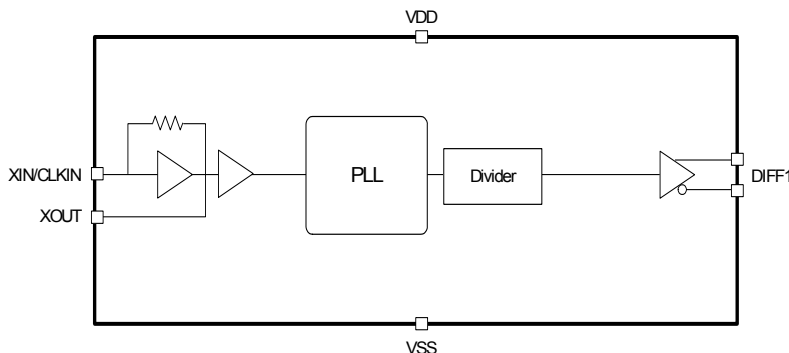 VDD
XIN/CLKIN
PLL
Divider
DIFF1
XOUT
VSS